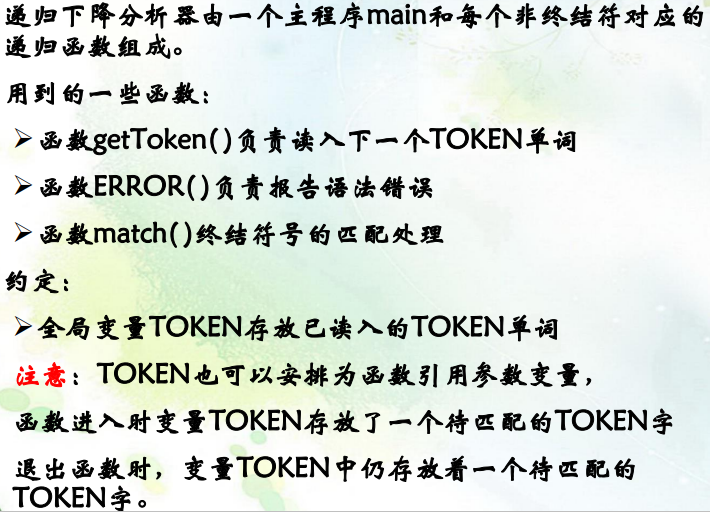 递归下降分析器由一个主程序main和每个非终结符对应的
递归函数组成。
用到的一些函数：
➢函数getToken()负责读入下一个TOKEN单词
➢函数ERROR()负责报告语法错误
➢函数match()终结符号的匹配处理
约定：
➢全局变量TOKEN存放已读入的TOKEN单词
注意：TOKEN也可以安排为函数引用参数变量，
函数进入时变量TOKEN存放了一个待匹配的TOKEN字
退出函数时，变量TOKEN中仍存放着一个待匹配的
TOKEN字。